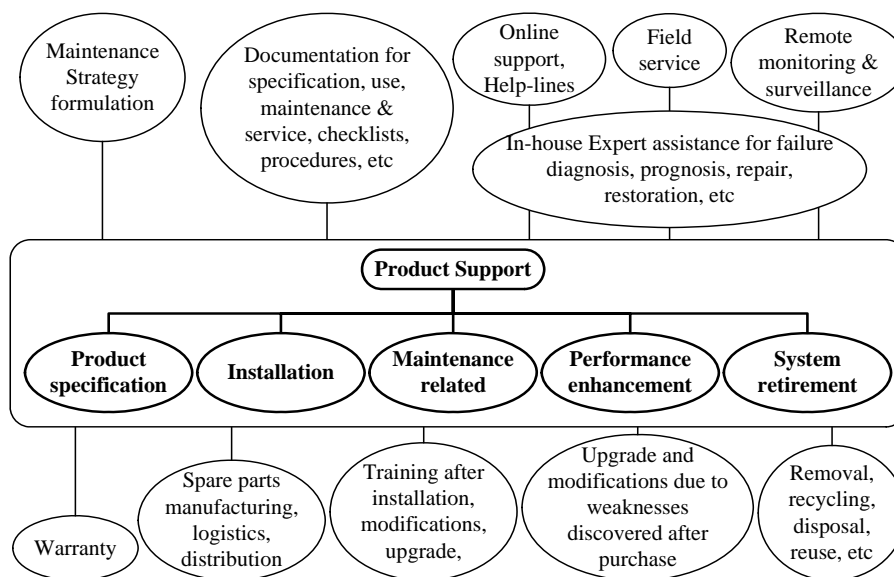 Maintenance
Strategy
formulation
Documentation for
specification, use,
maintenance &
service, checklists,
procedures, etc
Online
support,
Help-lines
Field
service
Remote
monitoring &
surveillance
In-house Expert assistance for failure
diagnosis, prognosis, repair,
restoration, etc
Product Support
Product
specification
Installation
Maintenance
related
Performance
enhancement
System
retirement
Warranty
Spare parts
manufacturing,
logistics,
distribution
Training after
installation,
modifications,
upgrade,
Upgrade and
modifications due to
weaknesses
discovered after
purchase
Removal,
recycling,
disposal,
reuse, etc